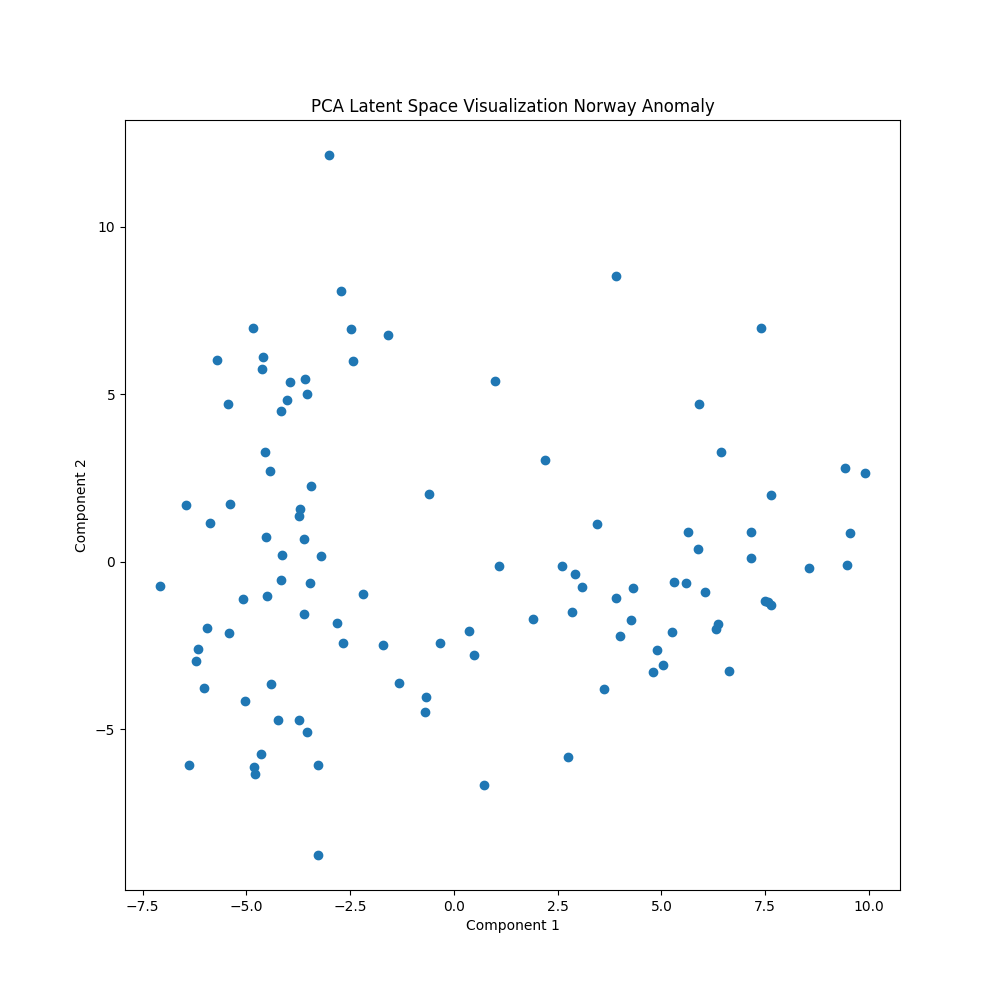 PCA Latent Space Visualization Norway Anomaly
10
5
0
−5
Component 2
−7.5 −5.0 −2.5 0.0 2.5 5.0 7.5 10.0
Component 1